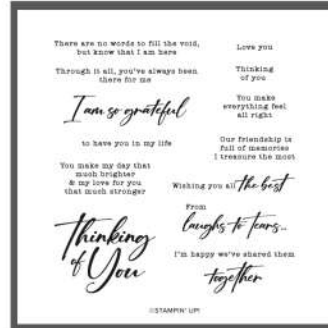 There are no words to fill the void,
but know that I am here
Through it all, you've always been
there for me
I am so grateful
to have you in my life
You make my day that
much brighter
& my love for you
that much stronger
Thinking
of You
Love you
Thinking
of you
You make
everything feel
all right
Our friendship is
full of memories
I treasure the most
Wishing you all the best
From
laughs to tears...
I'm happy we've shared them
together
©STAMPIN' UP!